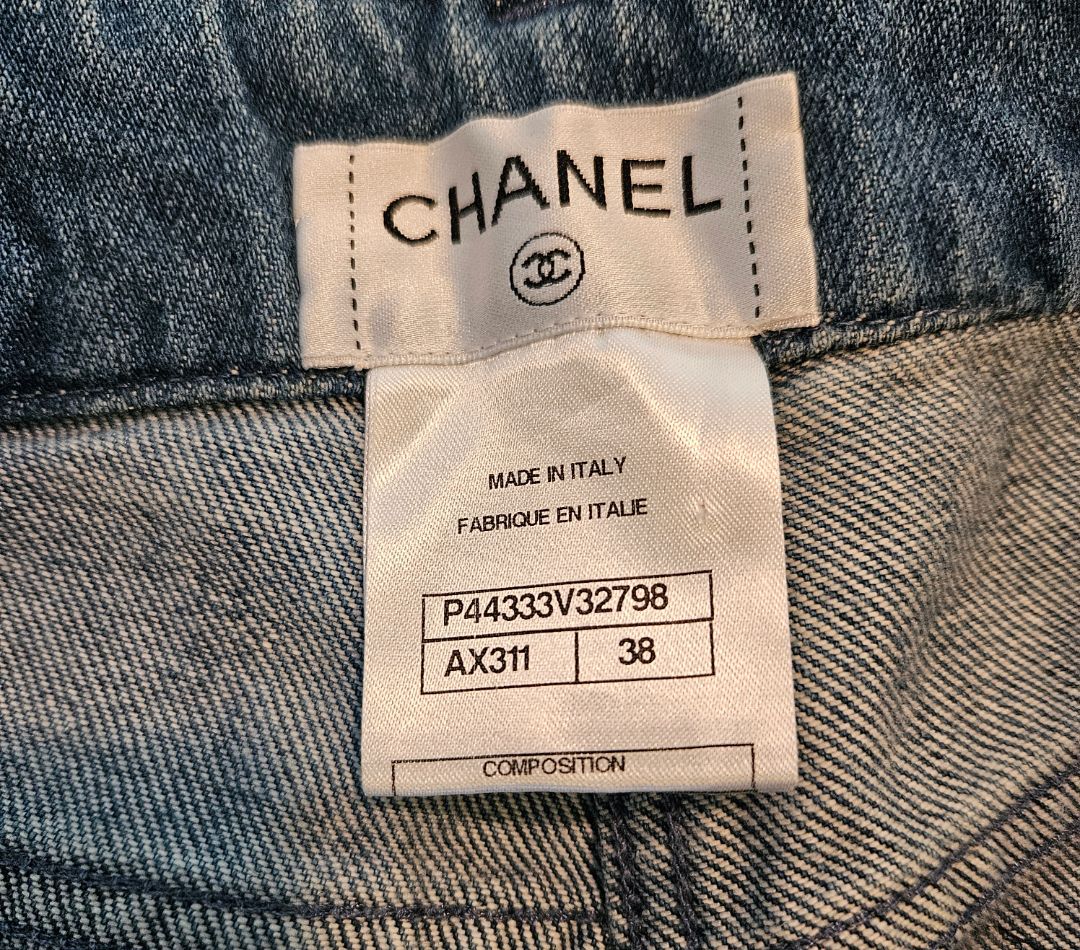 CHANEL
MADE IN ITALY
FABRIQUE EN ITALIE
P44333V32798
AX311 38
COMPOSITION